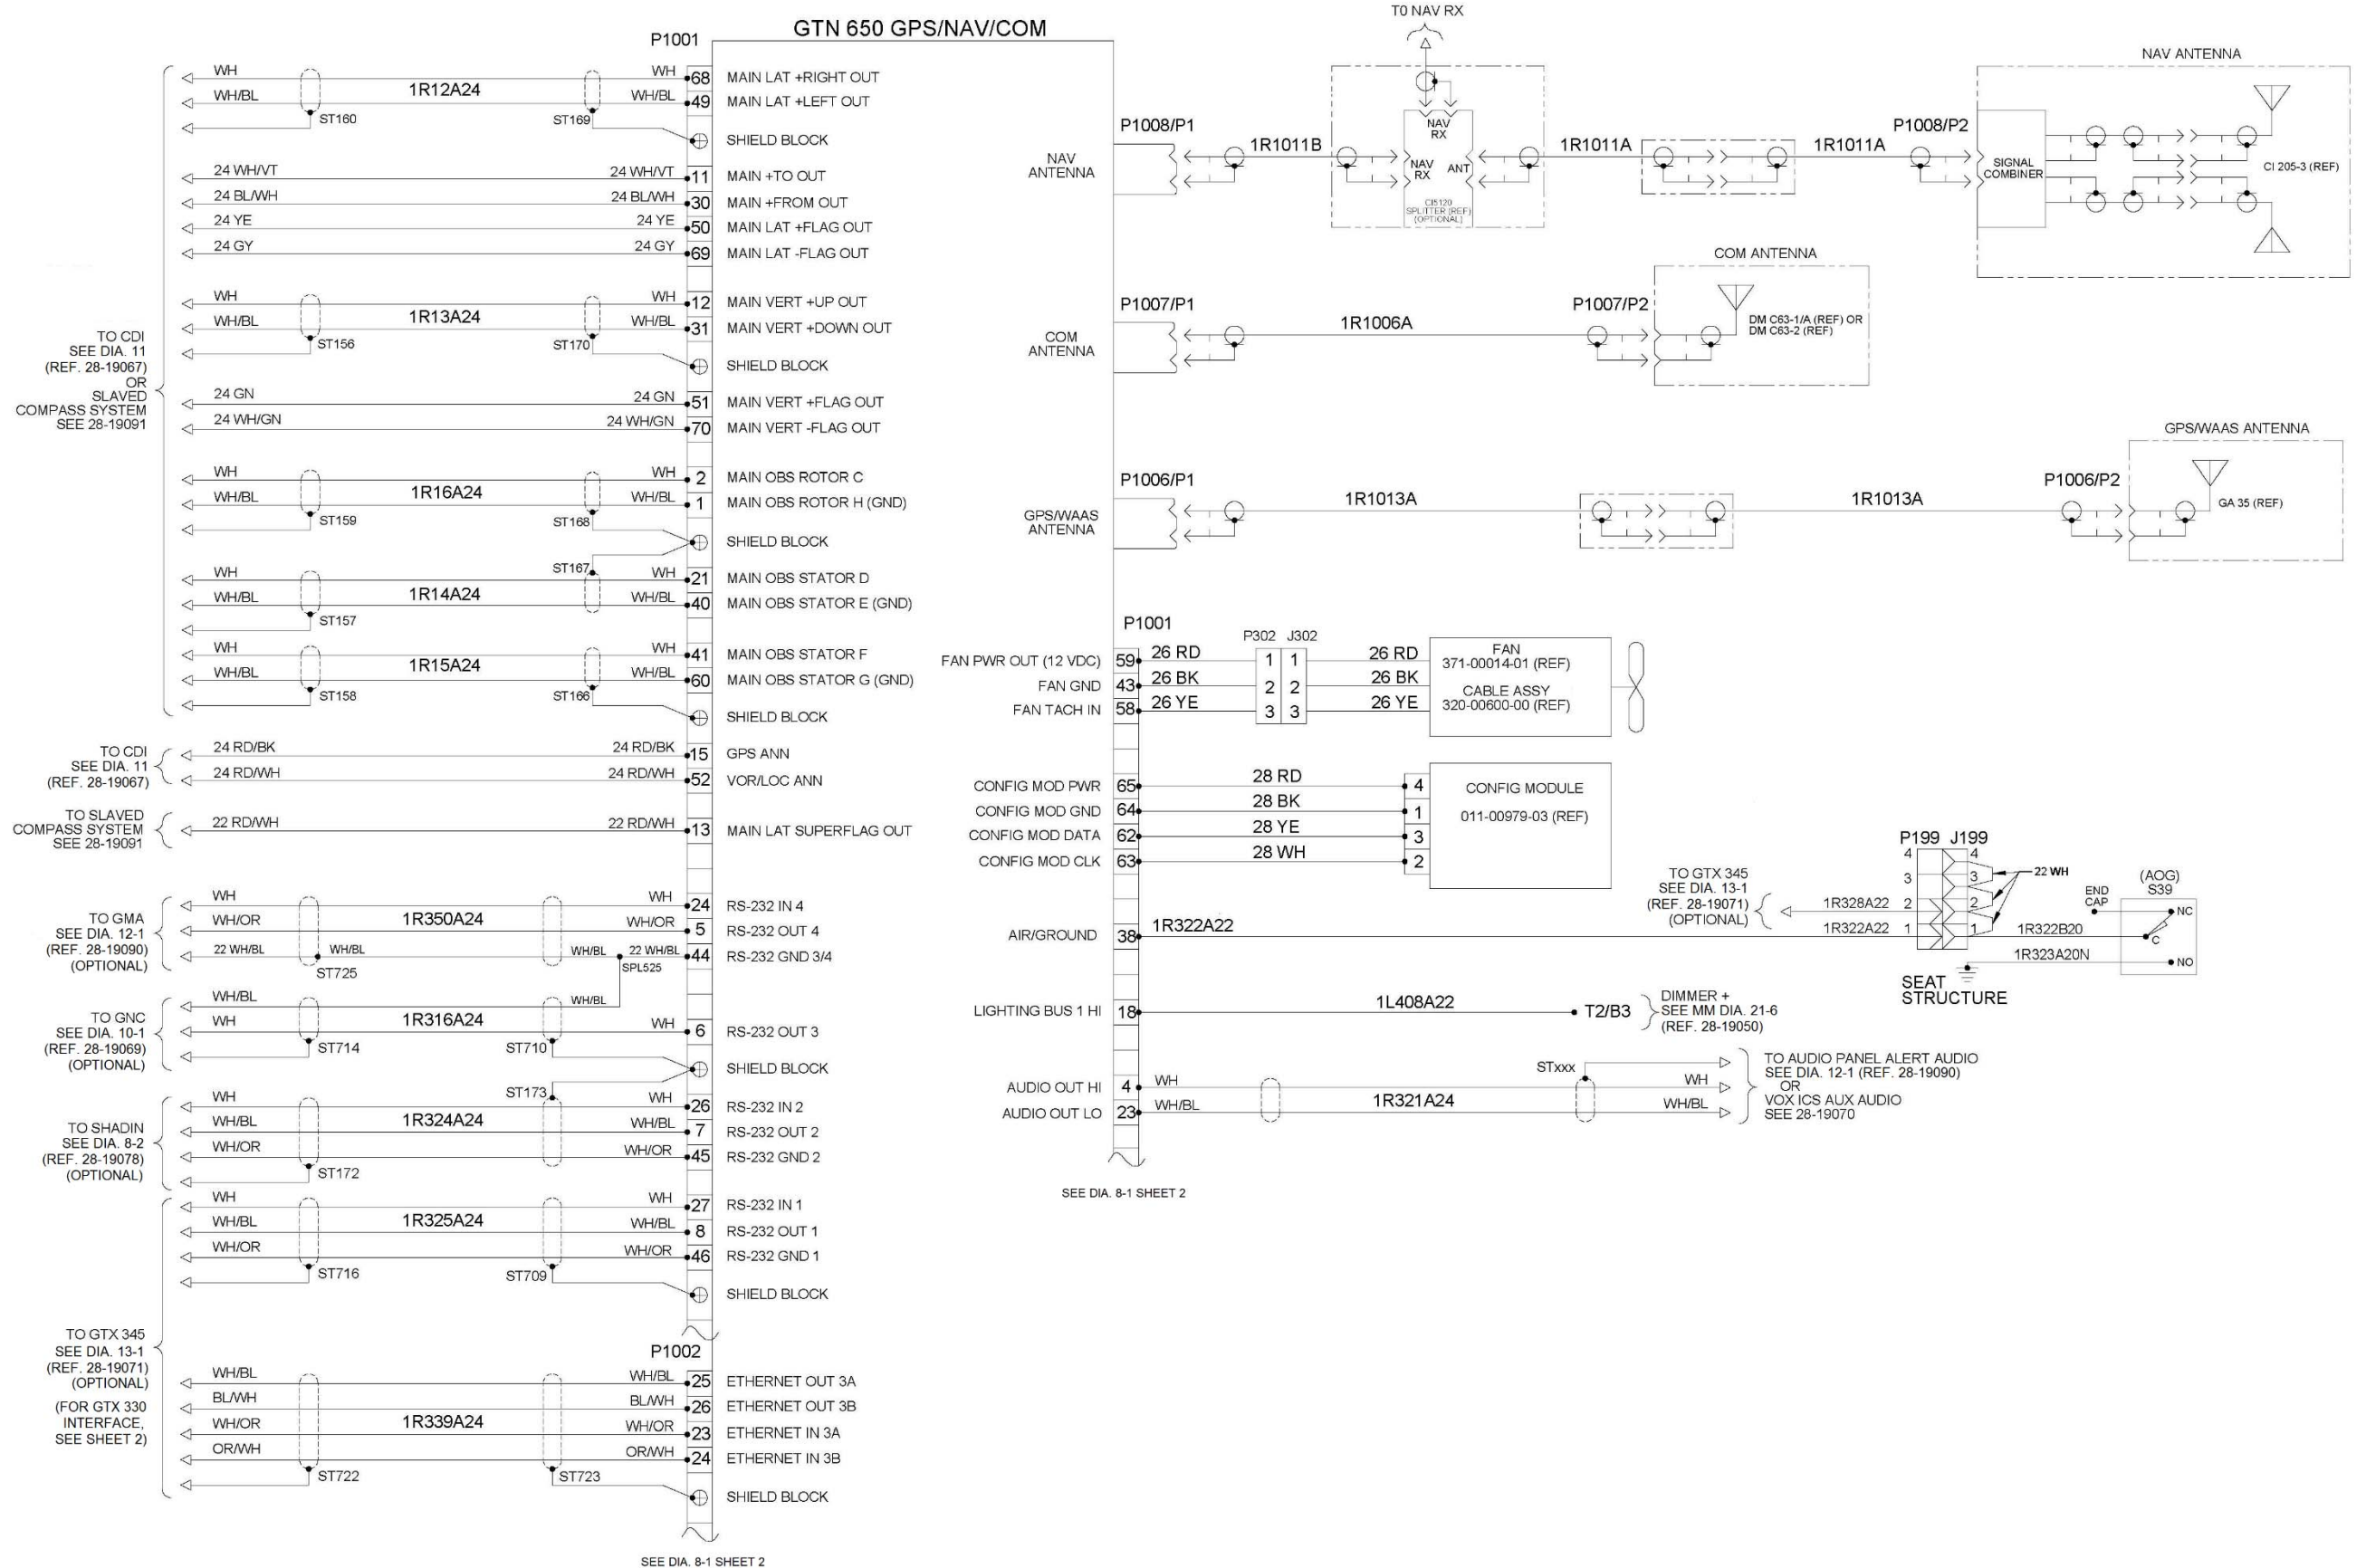 GTN 650 GPS/NAV/COM
P1001
TO CDI
SEE DIA. 11
(REF. 28-19067)
OR
SLAVED
COMPASS SYSTEM
SEE 28-19091
WH 1R12A24 WH 68 MAIN LAT +RIGHT OUT
WH/BL WH/BL 49 MAIN LAT +LEFT OUT
ST160 ST169
SHIELD BLOCK
24 WH/VT 24 WH/VT 11 MAIN +TO OUT
24 BL/WH 24 BL/WH 30 MAIN +FROM OUT
24 YE 24 YE 50 MAIN LAT +FLAG OUT
24 GY 24 GY 69 MAIN LAT -FLAG OUT
WH 1R13A24 WH 12 MAIN VERT +UP OUT
WH/BL WH/BL 31 MAIN VERT +DOWN OUT
ST156 ST170
SHIELD BLOCK
24 GN 24 GN 51 MAIN VERT +FLAG OUT
24 WH/GN 24 WH/GN 70 MAIN VERT -FLAG OUT
WH 1R16A24 WH 2 MAIN OBS ROTOR C
WH/BL WH/BL 1 MAIN OBS ROTOR H (GND)
ST159 ST168
SHIELD BLOCK
ST167
WH 1R14A24 WH 21 MAIN OBS STATOR D
WH/BL WH/BL 40 MAIN OBS STATOR E (GND)
ST157
WH 1R15A24 WH 41 MAIN OBS STATOR F
WH/BL WH/BL 60 MAIN OBS STATOR G (GND)
ST158 ST166
SHIELD BLOCK
TO CDI
SEE DIA. 11
(REF. 28-19067)
24 RD/BK 24 RD/BK 15 GPS ANN
24 RD/WH 24 RD/WH 52 VOR/LOC ANN
TO SLAVED
COMPASS SYSTEM
SEE 28-19091
22 RD/WH 22 RD/WH 13 MAIN LAT SUPERFLAG OUT
TO GMA
SEE DIA. 12-1
(REF. 28-19090)
(OPTIONAL)
WH 1R350A24 WH 24 RS-232 IN 4
WH/OR WH/OR 5 RS-232 OUT 4
22 WH/BL WH/BL WH/BL 22 WH/BL 44 RS-232 GND 3/4
ST725 SPL525
TO GNC
SEE DIA. 10-1
(REF. 28-19069)
(OPTIONAL)
WH/BL WH/BL
WH 1R316A24 WH 6 RS-232 OUT 3
ST714 ST710
SHIELD BLOCK
ST173
TO SHADIN
SEE DIA. 8-2
(REF. 28-19078)
(OPTIONAL)
WH 1R324A24 WH 26 RS-232 IN 2
WH/BL WH/BL 7 RS-232 OUT 2
WH/OR WH/OR 45 RS-232 GND 2
ST172
WH 1R325A24 WH 27 RS-232 IN 1
WH/BL WH/BL 8 RS-232 OUT 1
WH/OR WH/OR 46 RS-232 GND 1
ST716 ST709
SHIELD BLOCK
TO GTX 345
SEE DIA. 13-1
(REF. 28-19071)
(OPTIONAL)
(FOR GTX 330
INTERFACE,
SEE SHEET 2)
P1002
WH/BL WH/BL 25 ETHERNET OUT 3A
BL/WH BL/WH 26 ETHERNET OUT 3B
WH/OR 1R339A24 WH/OR 23 ETHERNET IN 3A
OR/WH OR/WH 24 ETHERNET IN 3B
ST722 ST723
SHIELD BLOCK
SEE DIA. 8-1 SHEET 2
TO NAV RX
NAV
ANTENNA
P1008/P1
1R1011B
NAV
RX
NAV
RX
ANT
CI5120
SPLITTER (REF)
(OPTIONAL)
1R1011A
1R1011A
P1008/P2
NAV ANTENNA
SIGNAL
COMBINER
CI 205-3 (REF)
COM
ANTENNA
P1007/P1
1R1006A
P1007/P2
COM ANTENNA
DM C63-1/A (REF) OR
DM C63-2 (REF)
GPS/WAAS
ANTENNA
P1006/P1
1R1013A
1R1013A
P1006/P2
GPS/WAAS ANTENNA
GA 35 (REF)
P1001
P302 J302
FAN PWR OUT (12 VDC) 59 26 RD 1 1 26 RD
FAN GND 43 26 BK 2 2 26 BK
FAN TACH IN 58 26 YE 3 3 26 YE
FAN
371-00014-01 (REF)
CABLE ASSY
320-00600-00 (REF)
CONFIG MOD PWR 65 28 RD 4
CONFIG MOD GND 64 28 BK 1
CONFIG MOD DATA 62 28 YE 3
CONFIG MOD CLK 63 28 WH 2
CONFIG MODULE
011-00979-03 (REF)
AIR/GROUND 38 1R322A22
TO GTX 345
SEE DIA. 13-1
(REF. 28-19071)
(OPTIONAL)
1R328A22
1R322A22
P199 J199
4 4
3 3
2 2
1 1
22 WH
1R322B20
1R323A20N
SEAT
STRUCTURE
END
CAP
(AOG)
S39
NC
C
NO
LIGHTING BUS 1 HI 18 1L408A22 T2/B3
DIMMER +
SEE MM DIA. 21-6
(REF. 28-19050)
STxxx
AUDIO OUT HI 4 WH WH
AUDIO OUT LO 23 WH/BL 1R321A24 WH/BL
TO AUDIO PANEL ALERT AUDIO
SEE DIA. 12-1 (REF. 28-19090)
OR
VOX ICS AUX AUDIO
SEE 28-19070
SEE DIA. 8-1 SHEET 2